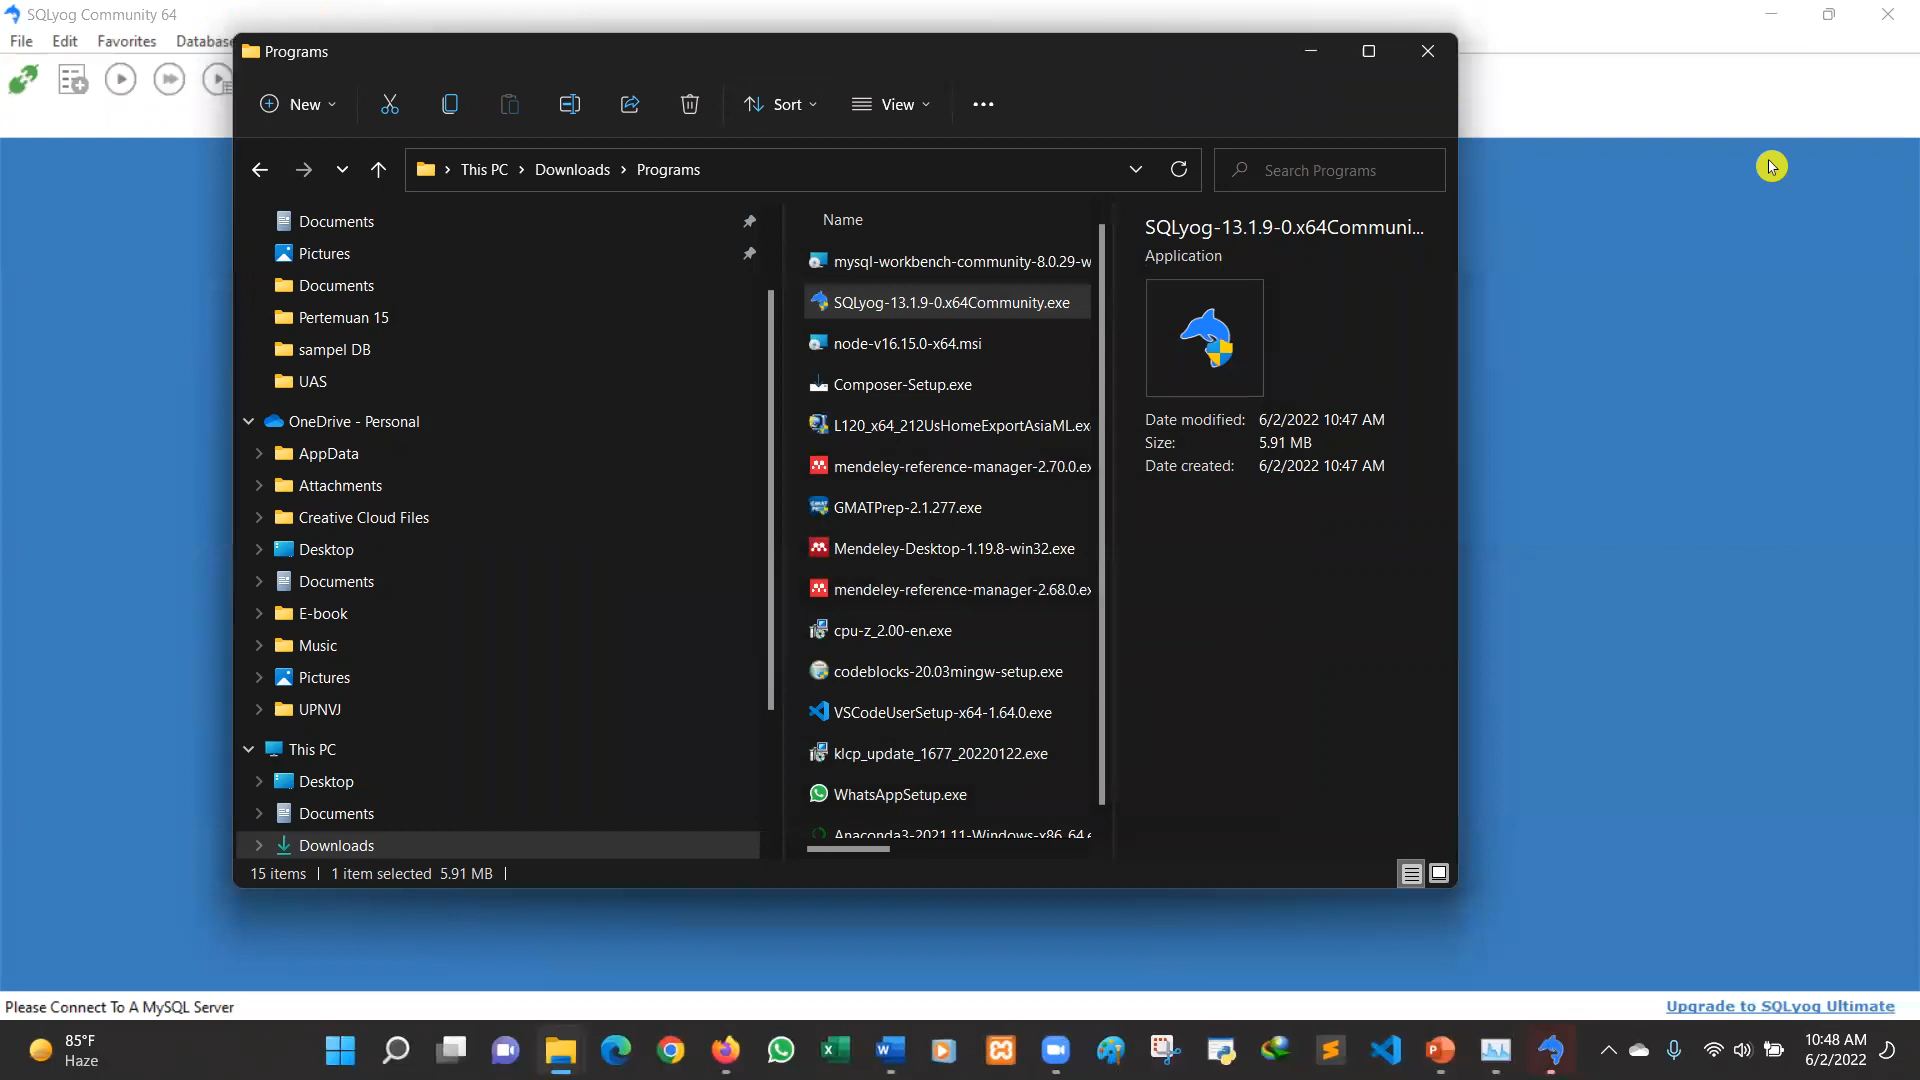 SQLyog Community 64
File Edit Favorites Database
Programs
New Sort View
This PC Downloads Programs
Search Programs
Documents
Pictures
Documents
Pertemuan 15
sampel DB
UAS
OneDrive - Personal
AppData
Attachments
Creative Cloud Files
Desktop
Documents
E-book
Music
Pictures
UPNVJ
This PC
Desktop
Documents
Downloads
Name
mysql-workbench-community-8.0.29-w
SQLyog-13.1.9-0.x64Community.exe
node-v16.15.0-x64.msi
Composer-Setup.exe
L120_x64_212UsHomeExportAsiaML.ex
mendeley-reference-manager-2.70.0.ex
GMATPrep-2.1.277.exe
Mendeley-Desktop-1.19.8-win32.exe
mendeley-reference-manager-2.68.0.ex
cpu-z_2.00-en.exe
codeblocks-20.03mingw-setup.exe
VSCodeUserSetup-x64-1.64.0.exe
klcp_update_1677_20220122.exe
WhatsAppSetup.exe
Anaconda3-2021.11-Windows-x86_64.e
SQLyog-13.1.9-0.x64Communi...
Application
Date modified: 6/2/2022 10:47 AM
Size: 5.91 MB
Date created: 6/2/2022 10:47 AM
15 items 1 item selected 5.91 MB
Please Connect To A MySQL Server
Upgrade to SQLyog Ultimate
85°F
Haze
10:48 AM
6/2/2022